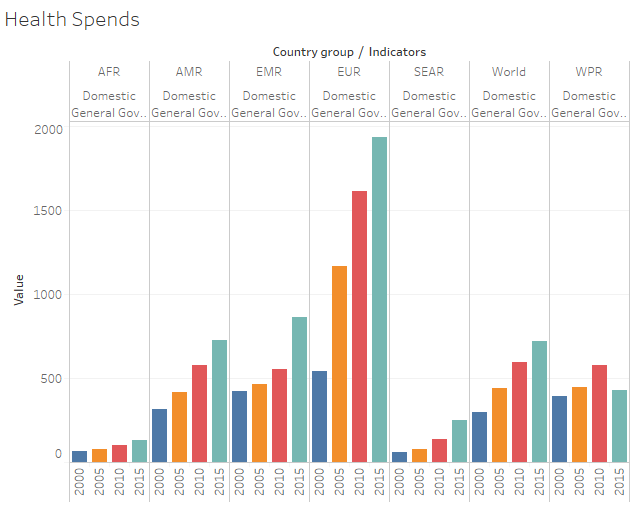 Health Spends
Country group / Indicators
AFR AMR EMR EUR SEAR World WPR
Domestic Domestic Domestic Domestic Domestic Domestic Domestic
General Gov.. General Gov.. General Gov.. General Gov.. General Gov.. General Gov.. General Gov..
2000
1500
1000
500
0
Value
2000 2005 2010 2015 2000 2005 2010 2015 2000 2005 2010 2015 2000 2005 2010 2015 2000 2005 2010 2015 2000 2005 2010 2015 2000 2005 2010 2015